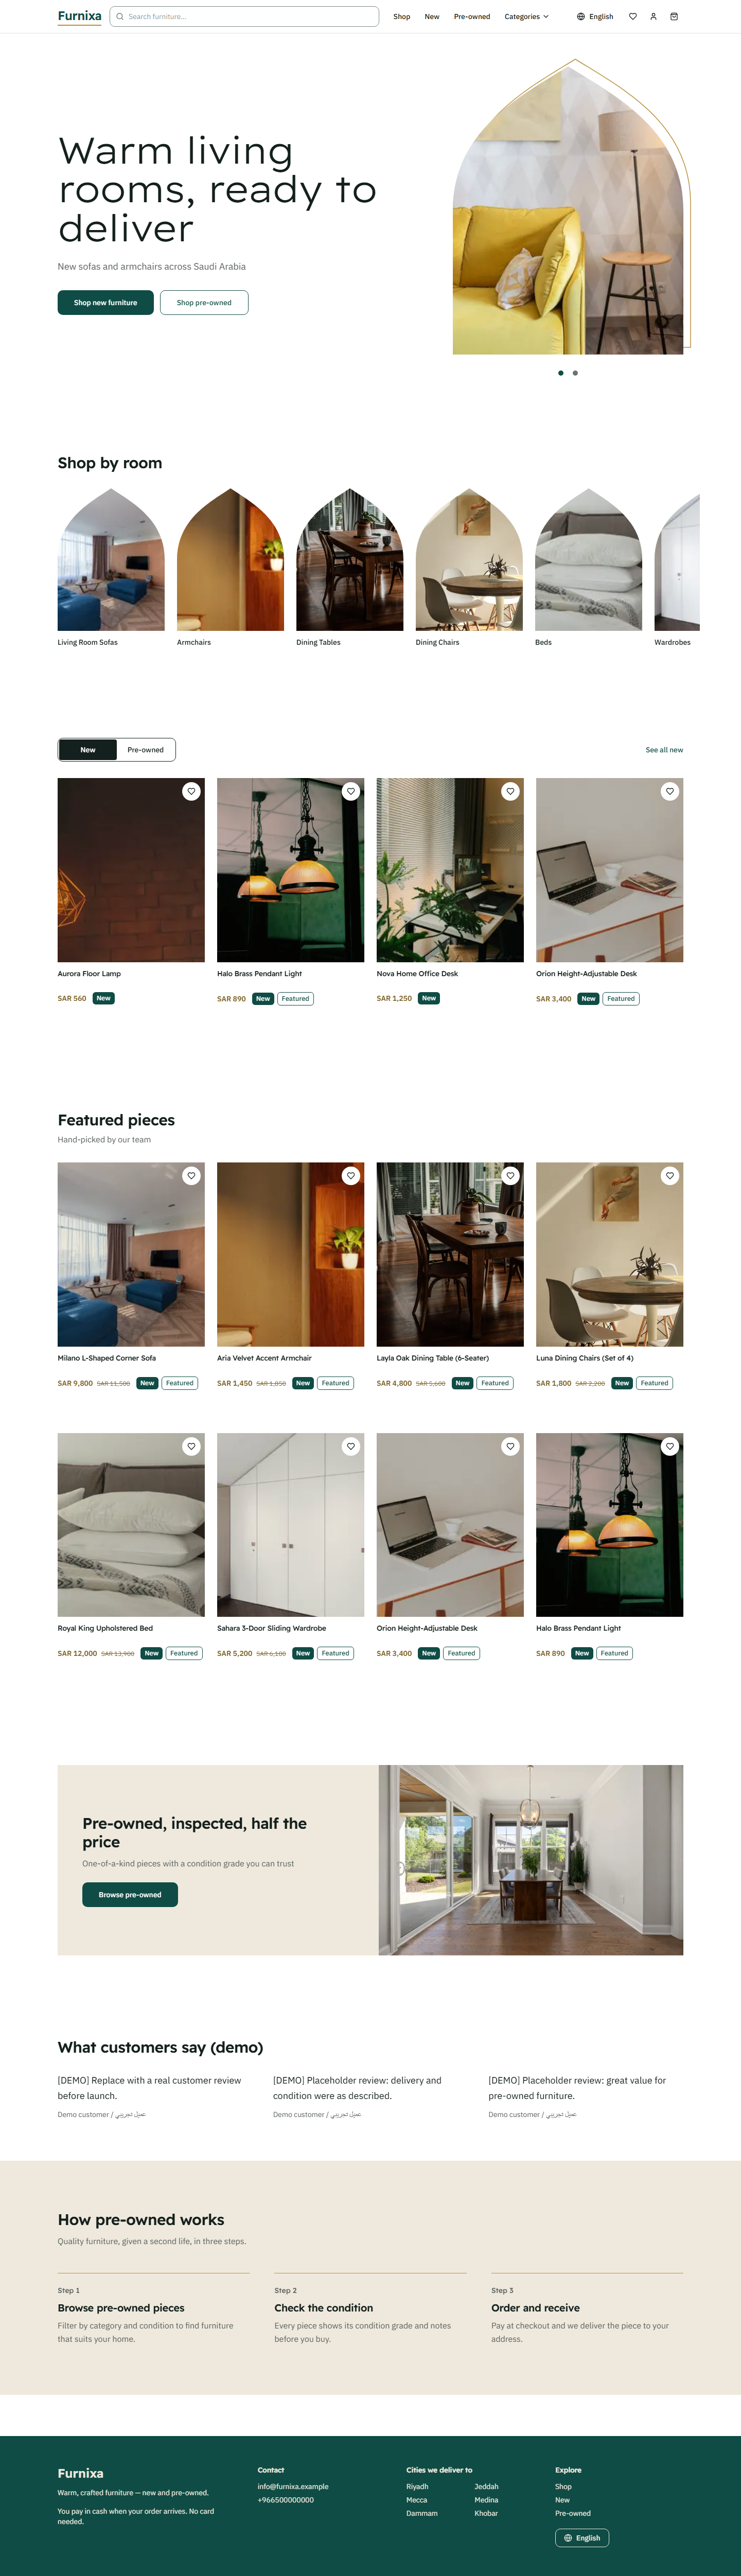 Furnixa
Search furniture...
Shop
New
Pre-owned
Categories
English
Warm living
rooms, ready to
deliver
New sofas and armchairs across Saudi Arabia
Shop new furniture
Shop pre-owned
Shop by room
Living Room Sofas
Armchairs
Dining Tables
Dining Chairs
Beds
Wardrobes
New
Pre-owned
See all new
Aurora Floor Lamp
SAR 560 New
Halo Brass Pendant Light
SAR 890 New Featured
Nova Home Office Desk
SAR 1,250 New
Orion Height-Adjustable Desk
SAR 3,400 New Featured
Featured pieces
Hand-picked by our team
Milano L-Shaped Corner Sofa
SAR 9,800 SAR 11,500 New Featured
Aria Velvet Accent Armchair
SAR 1,450 SAR 1,850 New Featured
Layla Oak Dining Table (6-Seater)
SAR 4,800 SAR 5,600 New Featured
Luna Dining Chairs (Set of 4)
SAR 1,800 SAR 2,200 New Featured
Royal King Upholstered Bed
SAR 12,000 SAR 13,900 New Featured
Sahara 3-Door Sliding Wardrobe
SAR 5,200 SAR 6,100 New Featured
Orion Height-Adjustable Desk
SAR 3,400 New Featured
Halo Brass Pendant Light
SAR 890 New Featured
Pre-owned, inspected, half the
price
One-of-a-kind pieces with a condition grade you can trust
Browse pre-owned
What customers say (demo)
[DEMO] Replace with a real customer review
before launch.
Demo customer / عميل تجريبي
[DEMO] Placeholder review: delivery and
condition were as described.
Demo customer / عميل تجريبي
[DEMO] Placeholder review: great value for
pre-owned furniture.
Demo customer / عميل تجريبي
How pre-owned works
Quality furniture, given a second life, in three steps.
Step 1
Browse pre-owned pieces
Filter by category and condition to find furniture
that suits your home.
Step 2
Check the condition
Every piece shows its condition grade and notes
before you buy.
Step 3
Order and receive
Pay at checkout and we deliver the piece to your
address.
Furnixa
Warm, crafted furniture — new and pre-owned.
You pay in cash when your order arrives. No card
needed.
Contact
info@furnixa.example
+966500000000
Cities we deliver to
Riyadh
Jeddah
Mecca
Medina
Dammam
Khobar
Explore
Shop
New
Pre-owned
English